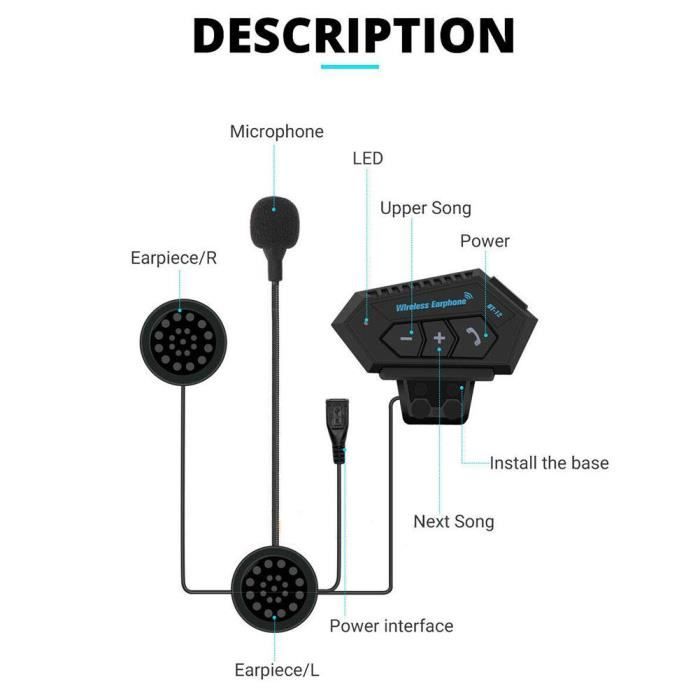 DESCRIPTION
Microphone
LED
Upper Song
Power
Earpiece/R
Wireless Earphone
BT-12
Install the base
Next Song
Power interface
Earpiece/L